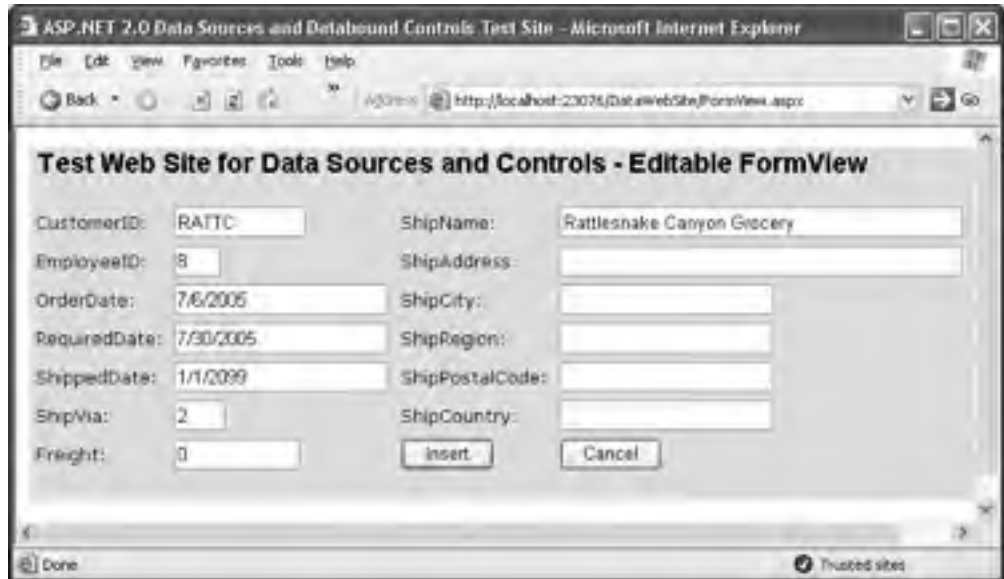 ASP.NET 2.0 Data Sources and Databound Controls Test Site - Microsoft Internet Explorer
File Edit View Favorites Tools Help
Back » Address http://localhost:23076/DataWebSite/FormView.aspx Go
Test Web Site for Data Sources and Controls - Editable FormView
CustomerID: RATTC ShipName: Rattlesnake Canyon Grocery
EmployeeID: 8 ShipAddress:
OrderDate: 7/6/2005 ShipCity:
RequiredDate: 7/30/2005 ShipRegion:
ShippedDate: 1/1/2099 ShipPostalCode:
ShipVia: 2 ShipCountry:
Freight: 0 Insert Cancel
Done Trusted sites